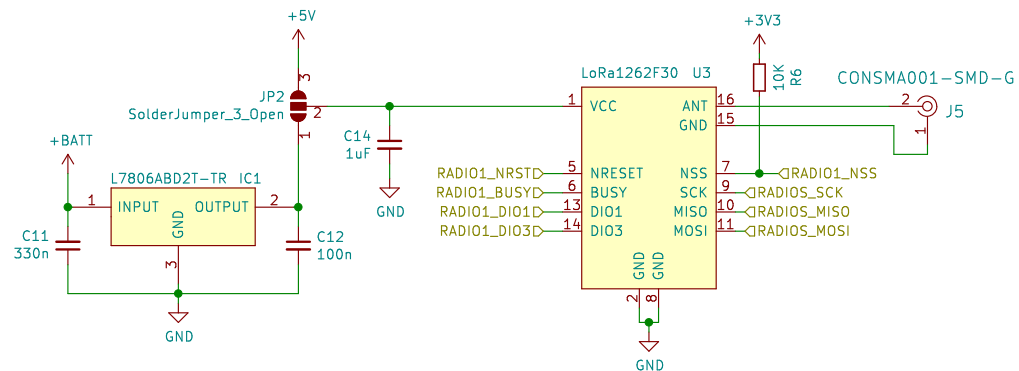 +5V
+3V3
3
LoRa1262F30 U3
10K
R6
CONSMA001-SMD-G
JP2
SolderJumper_3_Open
2
1
1 VCC
ANT 16
2
J5
GND 15
1
C14
1uF
+BATT
GND
L7806ABD2T-TR IC1
RADIO1_NRST 5 NRESET
NSS 7 RADIO1_NSS
RADIO1_BUSY 6 BUSY
SCK 9 RADIOS_SCK
1 INPUT
OUTPUT 2
GND
3
RADIO1_DIO1 13 DIO1
MISO 10 RADIOS_MISO
RADIO1_DIO3 14 DIO3
MOSI 11 RADIOS_MOSI
C11
330n
C12
100n
GND
GND
2
8
GND
GND